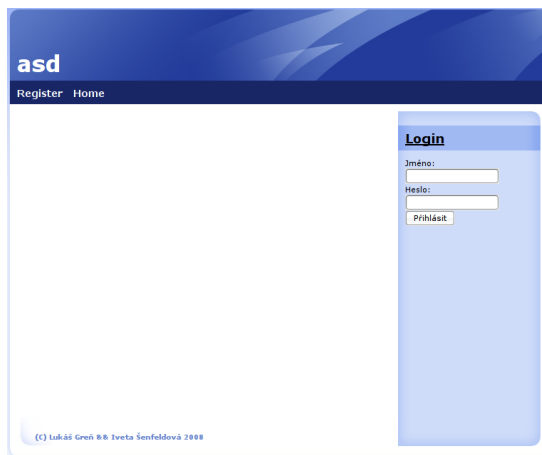 asd
Register Home
Login
Jméno:
Heslo:
Přihlásit
(C) Lukáš Greň && Iveta Šenfeldová 2008